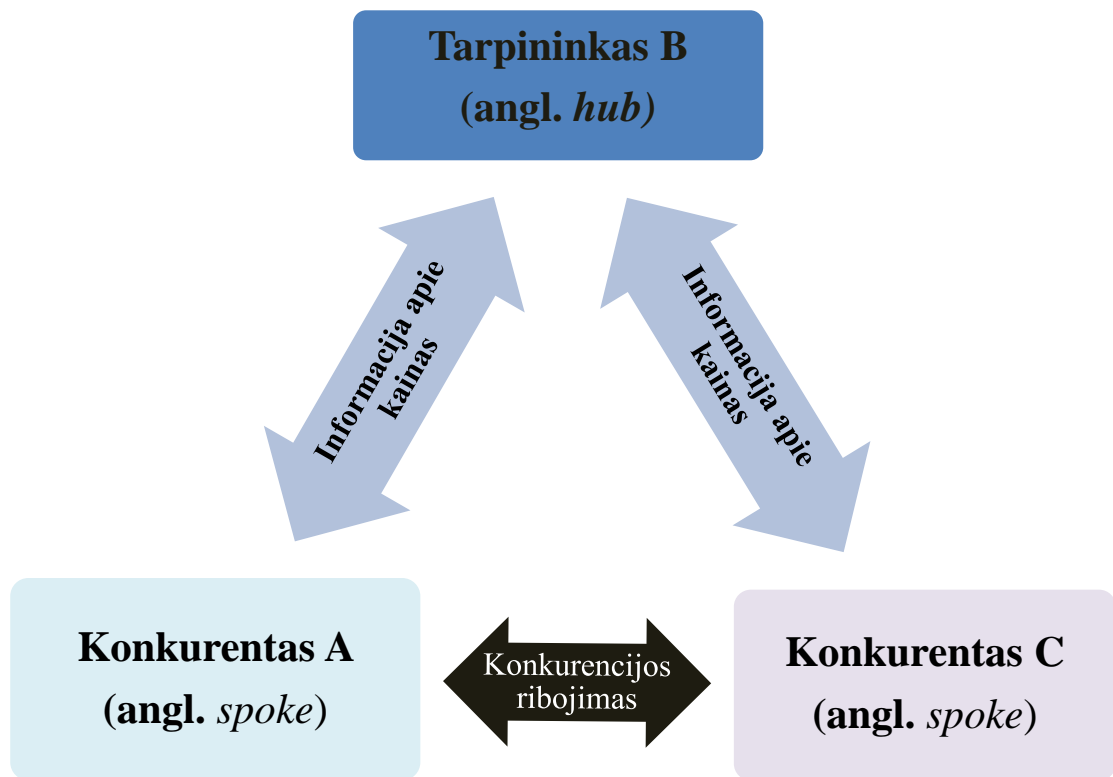 Tarpininkas B
(angl. hub)
Informacija apie
kainas
Informacija apie
kainas
Konkurentas A
(angl. spoke)
Konkurencijos
ribojimas
Konkurentas C
(angl. spoke)